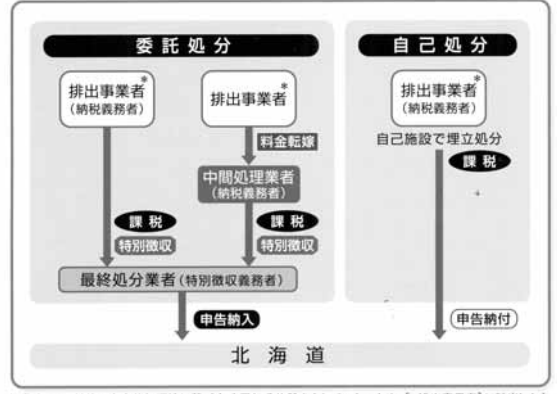 委託処分
排出事業者*
(納税義務者)
排出事業者*
料金転嫁
中間処理業者
(納税義務者)
課税
特別徴収
課税
特別徴収
最終処分業者(特別徴収義務者)
申告納入
自己処分
排出事業者*
(納税義務者)
自己施設で埋立処分
課税
申告納付
北海道